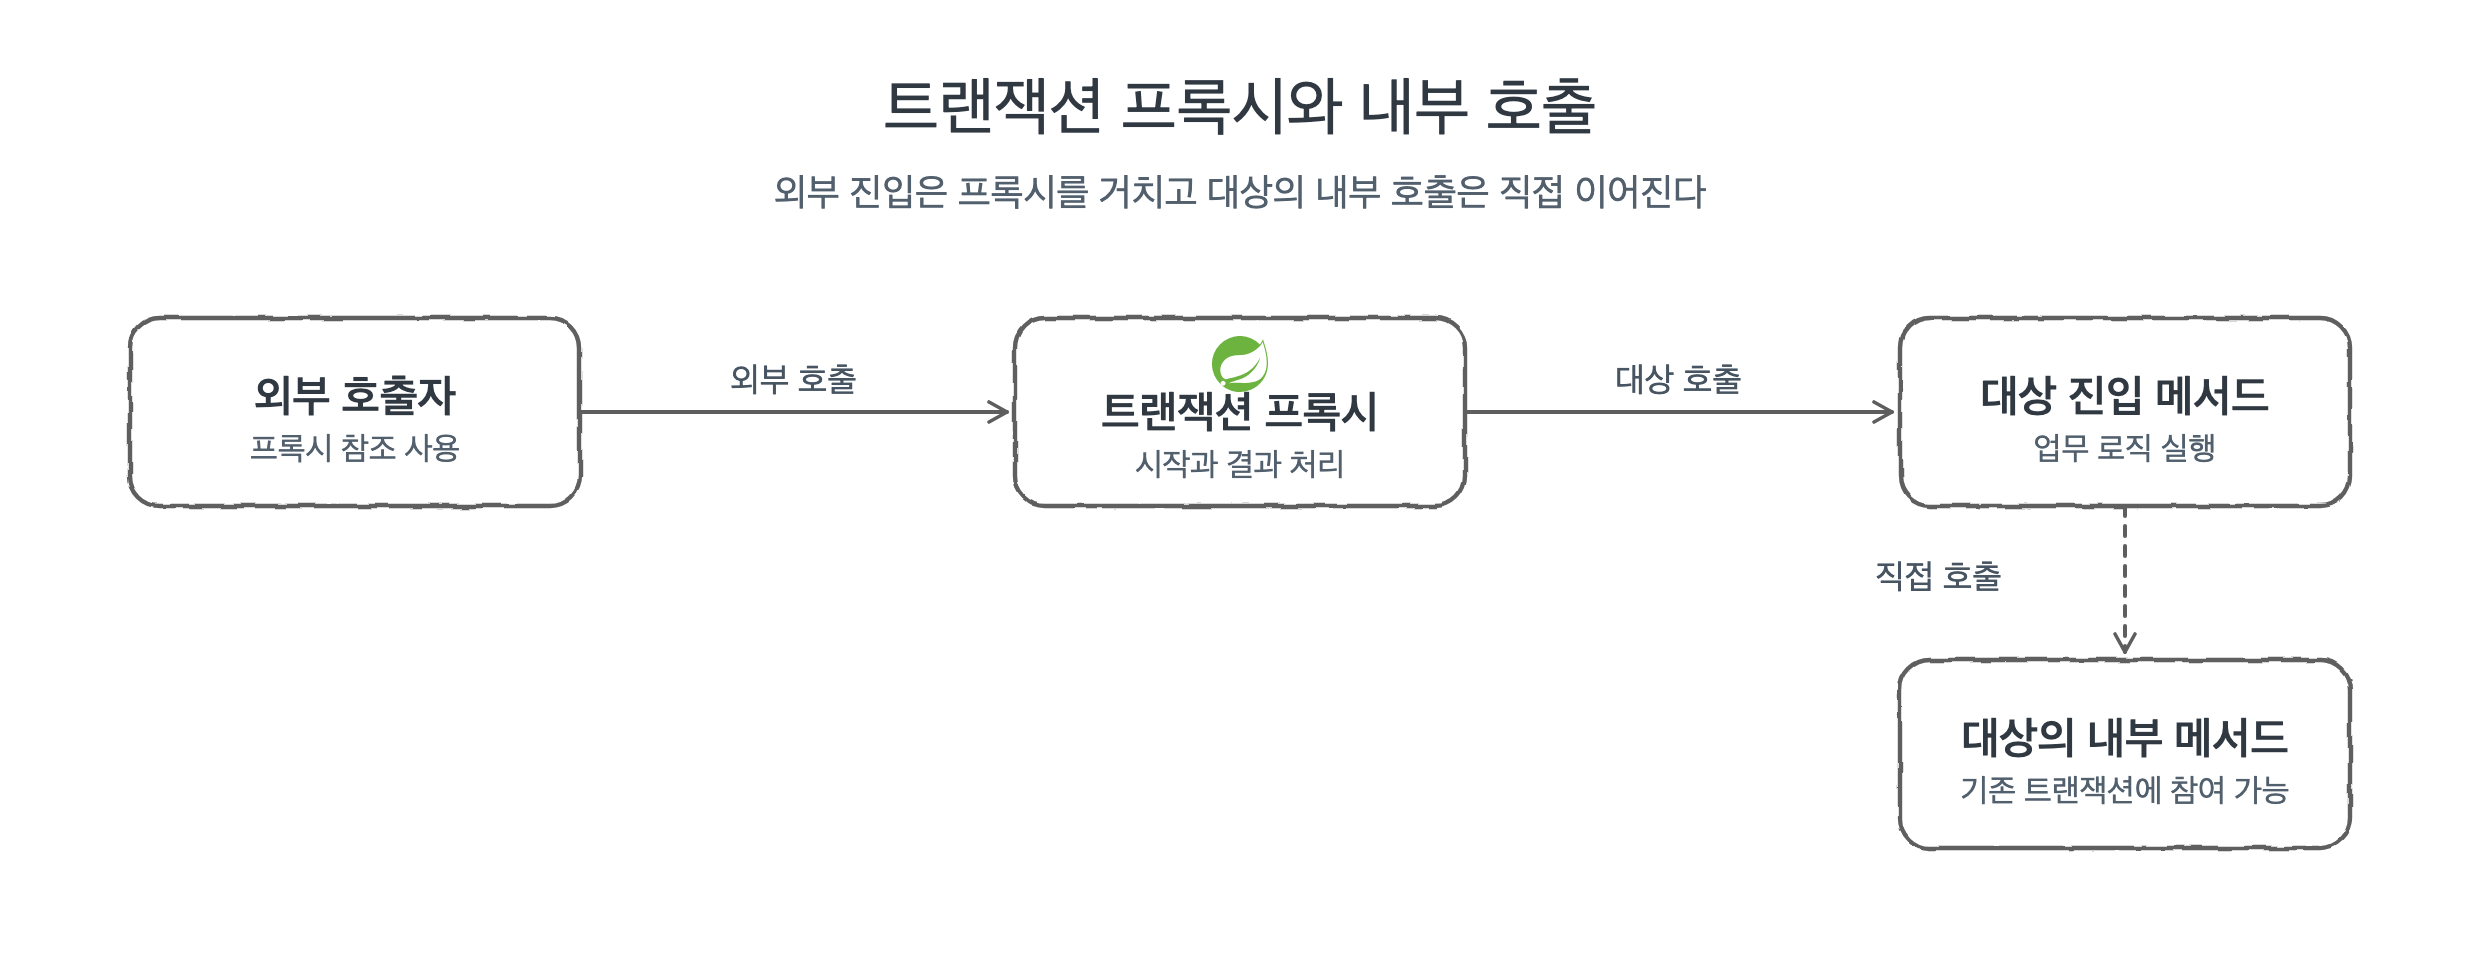 트랜잭션 프록시와 내부 호출
외부 진입은 프록시를 거치고 대상의 내부 호출은 직접 이어진다
외부 호출자
프록시 참조 사용
외부 호출
트랜잭션 프록시
시작과 결과 처리
대상 호출
대상 진입 메서드
업무 로직 실행
직접 호출
대상의 내부 메서드
기존 트랜잭션에 참여 가능